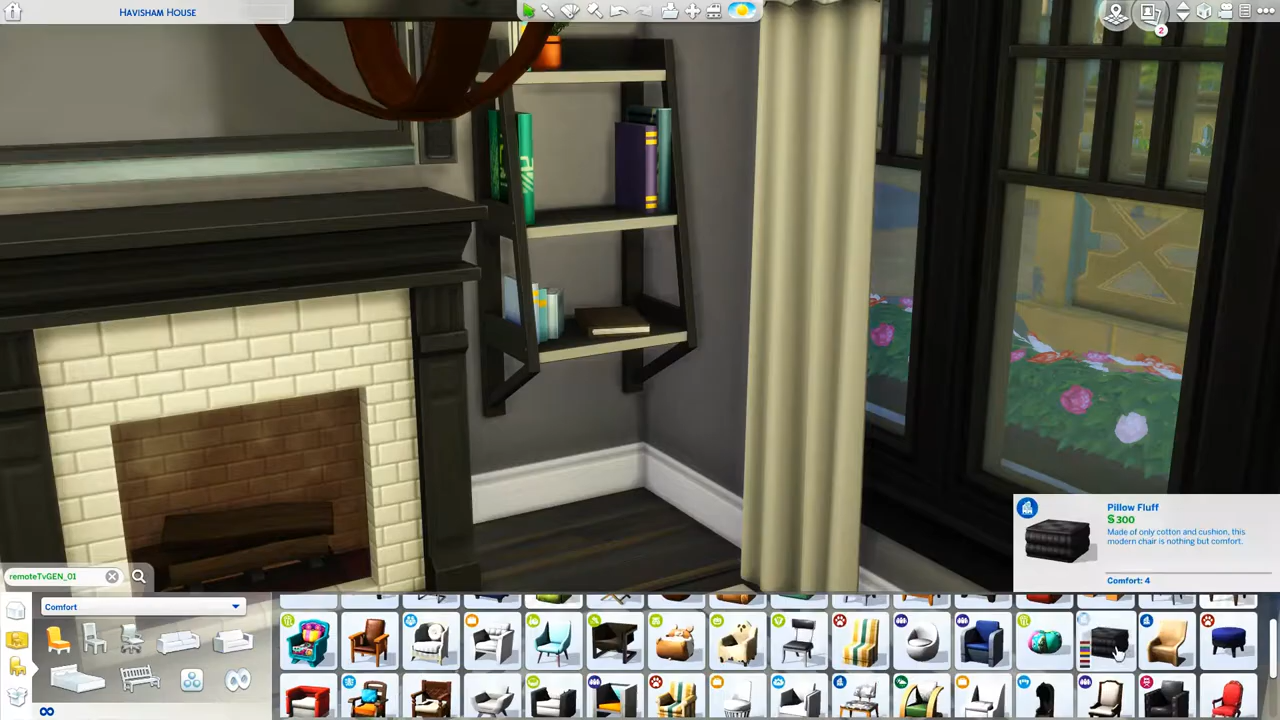 Havisham House
2
Pillow Fluff
§300
Made of only cotton and cushion, this
modern chair is nothing but comfort.
Comfort: 4
remoteTvGEN_01
Comfort